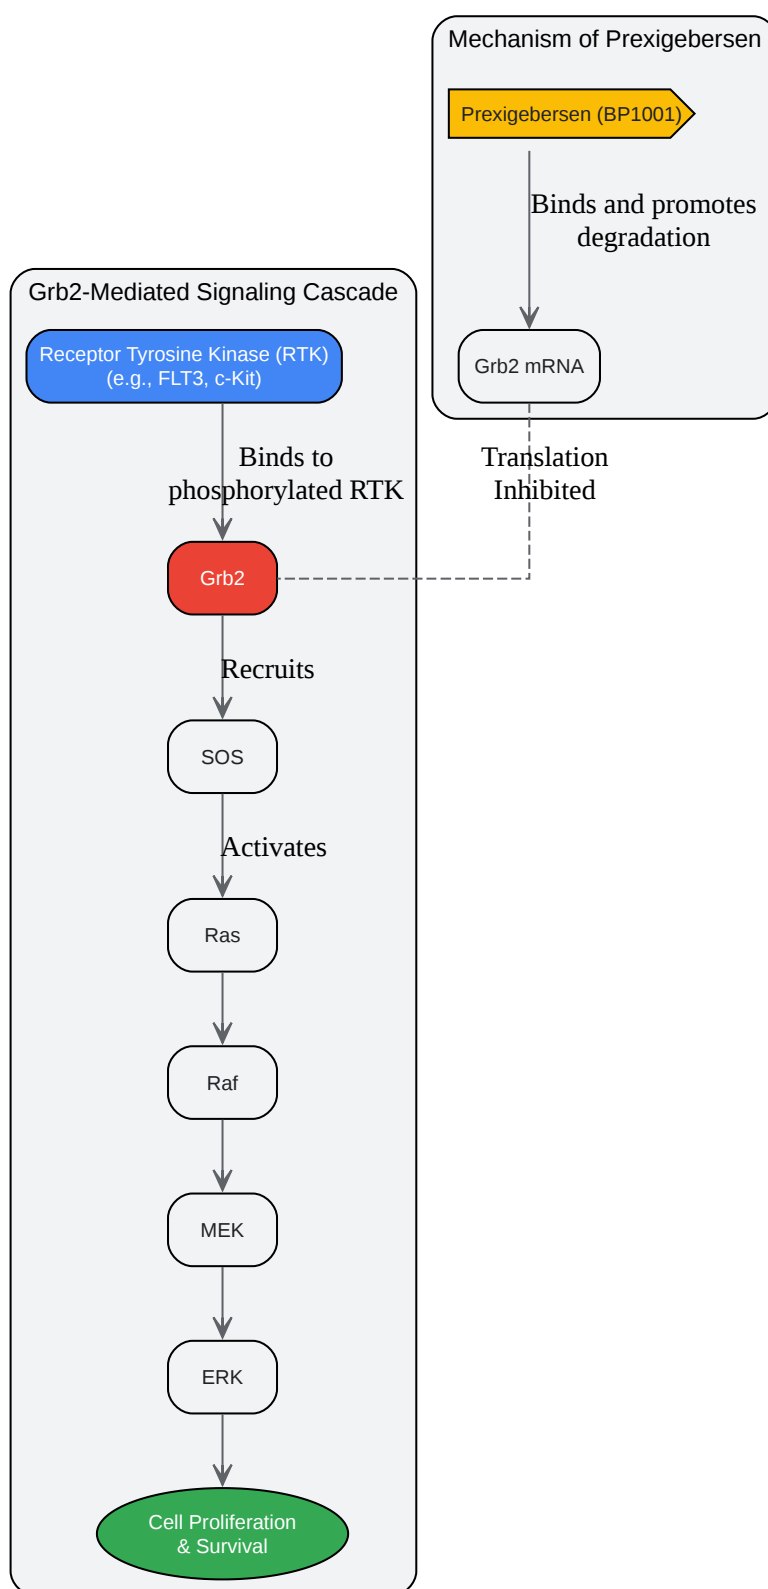 Mechanism of Prexigebersen
Prexigebersen (BP1001)
Binds and promotes
degradation
Grb2 mRNA
Translation
Inhibited
Grb2-Mediated Signaling Cascade
Receptor Tyrosine Kinase (RTK)
(e.g., FLT3, c-Kit)
Binds to
phosphorylated RTK
Grb2
Recruits
SOS
Activates
Ras
Raf
MEK
ERK
Cell Proliferation
& Survival